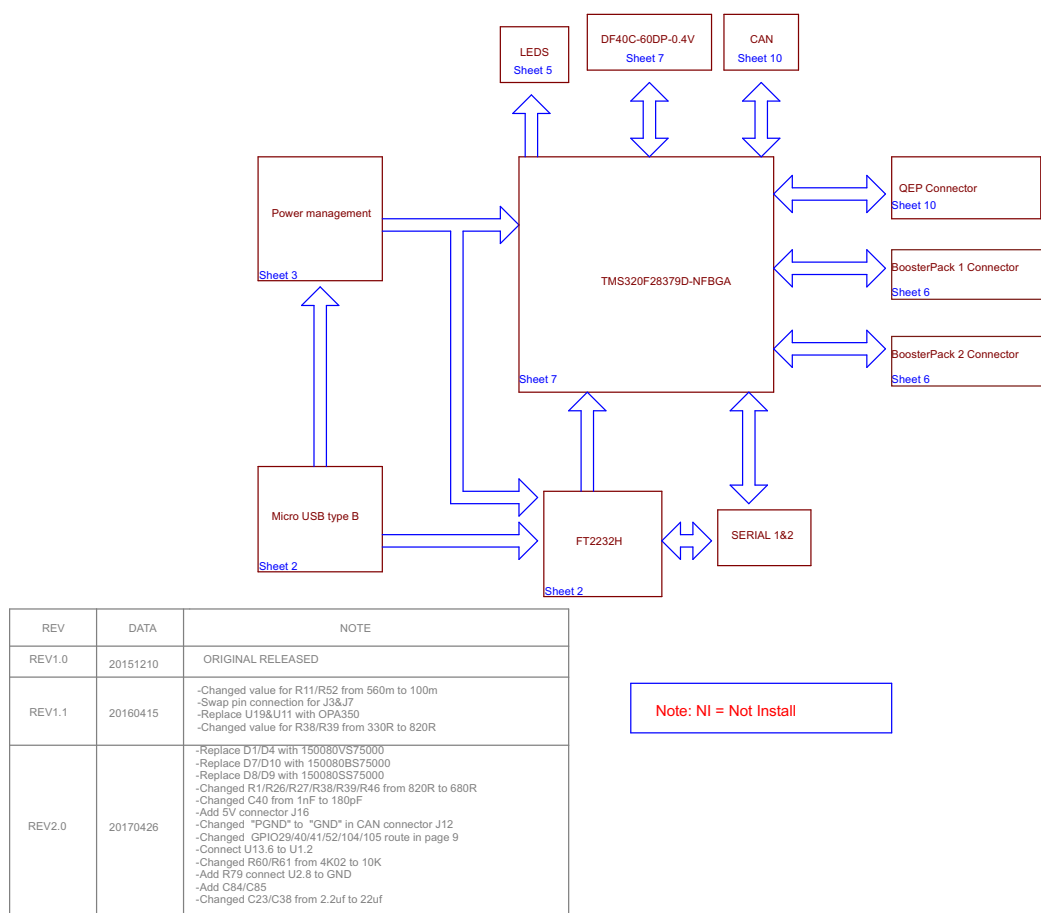 LEDS
Sheet 5
DF40C-60DP-0.4V
Sheet 7
CAN
Sheet 10
Power management
Sheet 3
TMS320F28379D-NFBGA
Sheet 7
QEP Connector
Sheet 10
BoosterPack 1 Connector
Sheet 6
BoosterPack 2 Connector
Sheet 6
Micro USB type B
Sheet 2
FT2232H
Sheet 2
SERIAL 1&2
REV DATA NOTE
REV1.0 20151210 ORIGINAL RELEASED
REV1.1 20160415
-Changed value for R11/R52 from 560m to 100m
-Swap pin connection for J3&J7
-Replace U19&U11 with OPA350
-Changed value for R38/R39 from 330R to 820R
REV2.0 20170426
-Replace D1/D4 with 150080VS75000
-Replace D7/D10 with 150080BS75000
-Replace D8/D9 with 150080SS75000
-Changed R1/R26/R27/R38/R39/R46 from 820R to 680R
-Changed C40 from 1nF to 180pF
-Add 5V connector J16
-Changed "PGND" to "GND" in CAN connector J12
-Changed GPIO29/40/41/52/104/105 route in page 9
-Connect U13.6 to U1.2
-Changed R60/R61 from 4K02 to 10K
-Add R79 connect U2.8 to GND
-Add C84/C85
-Changed C23/C38 from 2.2uf to 22uf
Note: NI = Not Install